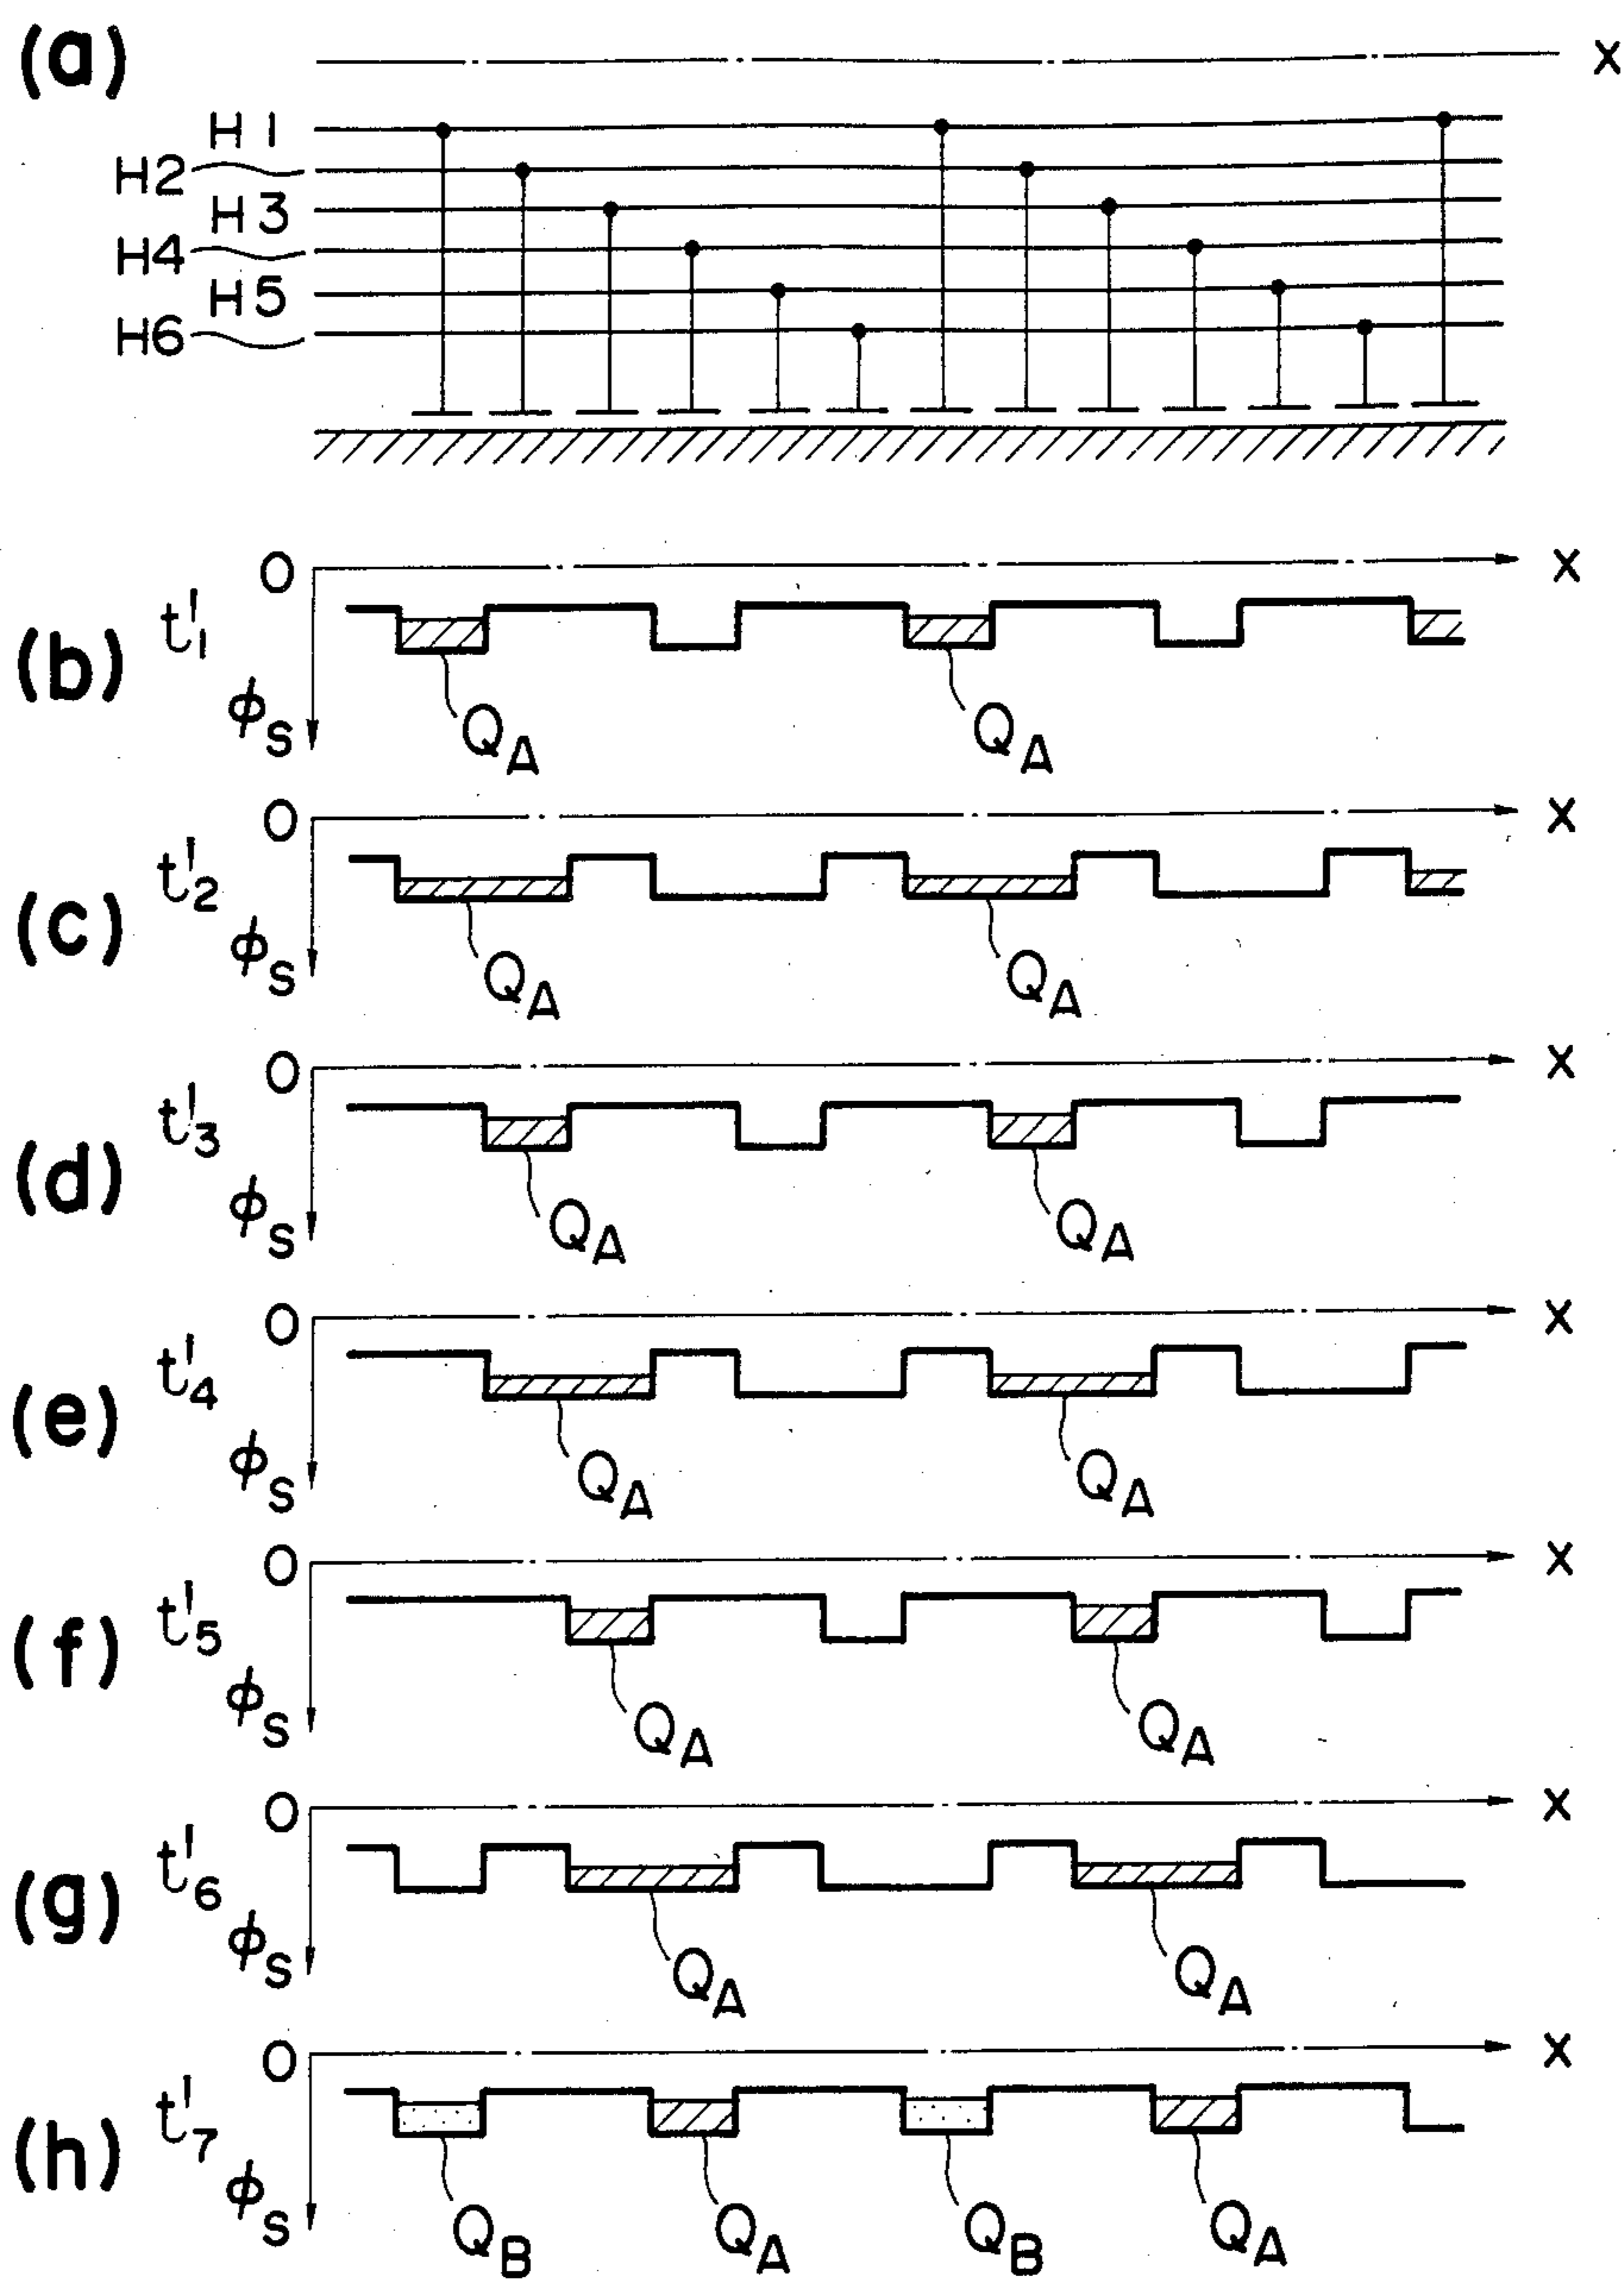 (a)
X
H1
H2
H3
H4
H5
H6
(b)
t'1
O
X
φS
QA
QA
(c)
t'2
O
X
φS
QA
QA
(d)
t'3
O
X
φS
QA
QA
(e)
t'4
O
X
φS
QA
QA
(f)
t'5
O
X
φS
QA
QA
(g)
t'6
O
X
φS
QA
QA
(h)
t'7
O
X
φS
QB
QA
QB
QA